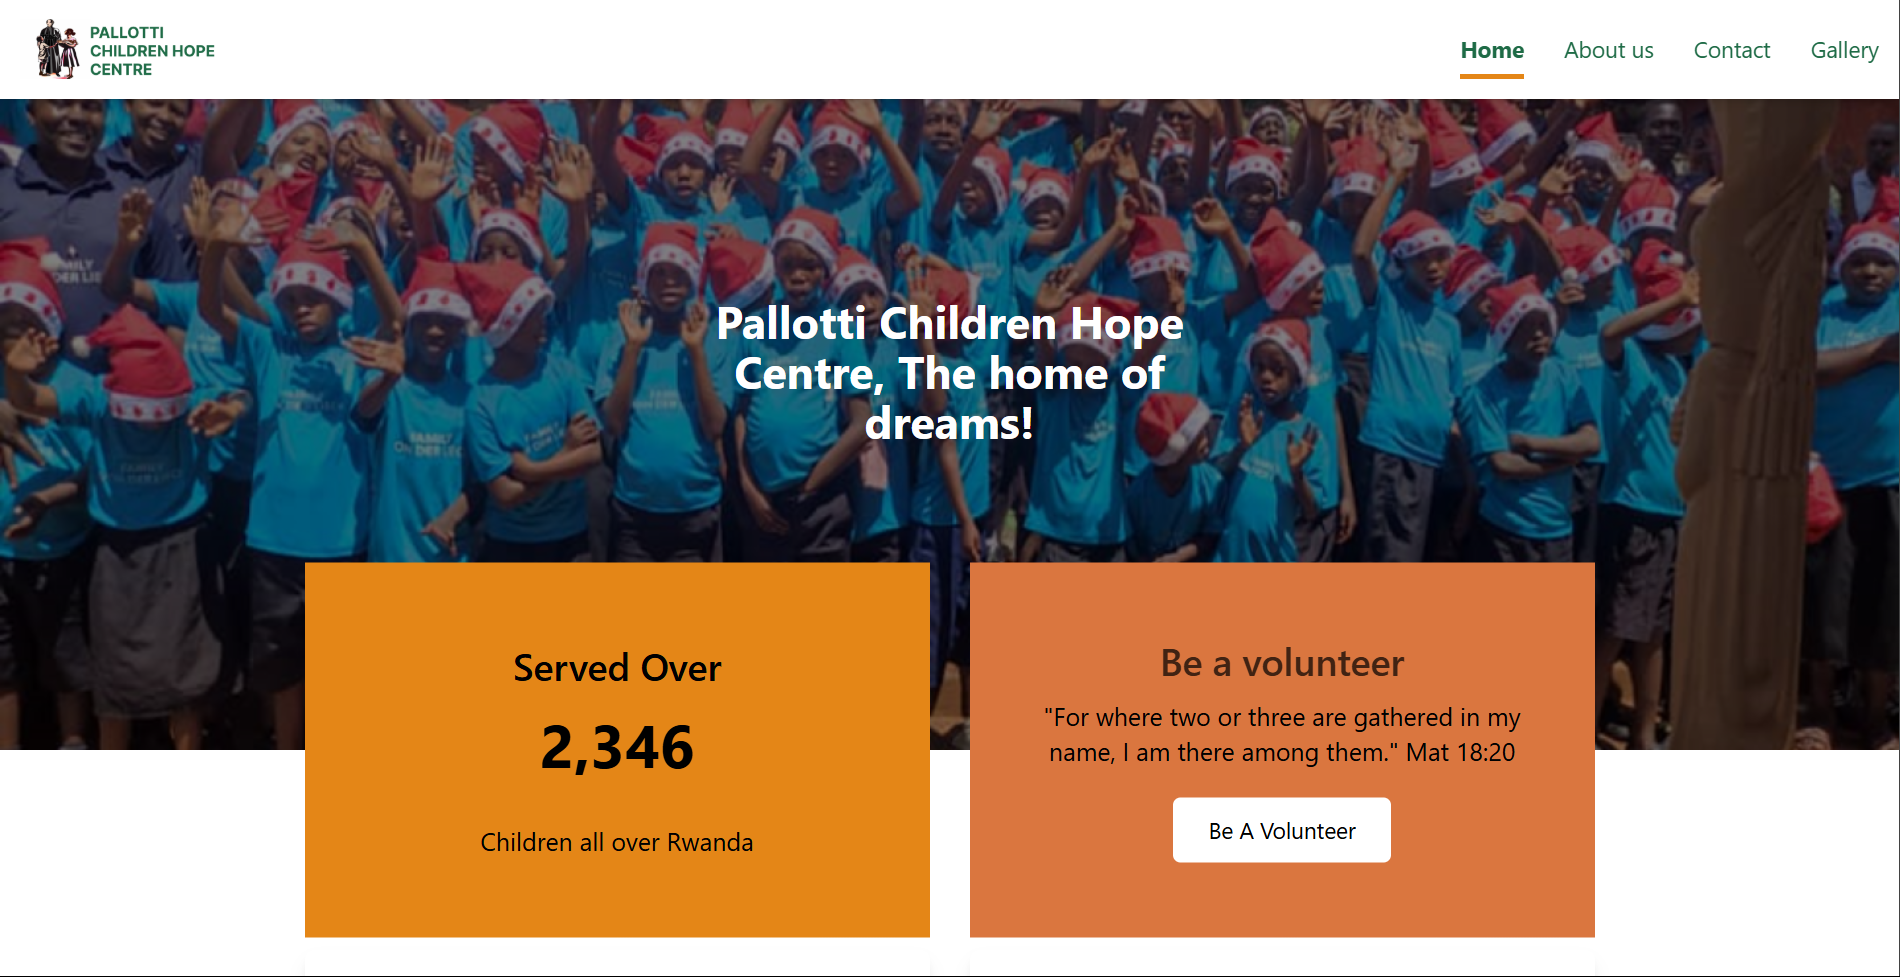 PALLOTTI
CHILDREN HOPE
CENTRE
Home
About us
Contact
Gallery
Pallotti Children Hope
Centre, The home of
dreams!
Served Over
2,346
Children all over Rwanda
Be a volunteer
"For where two or three are gathered in my
name, I am there among them." Mat 18:20
Be A Volunteer